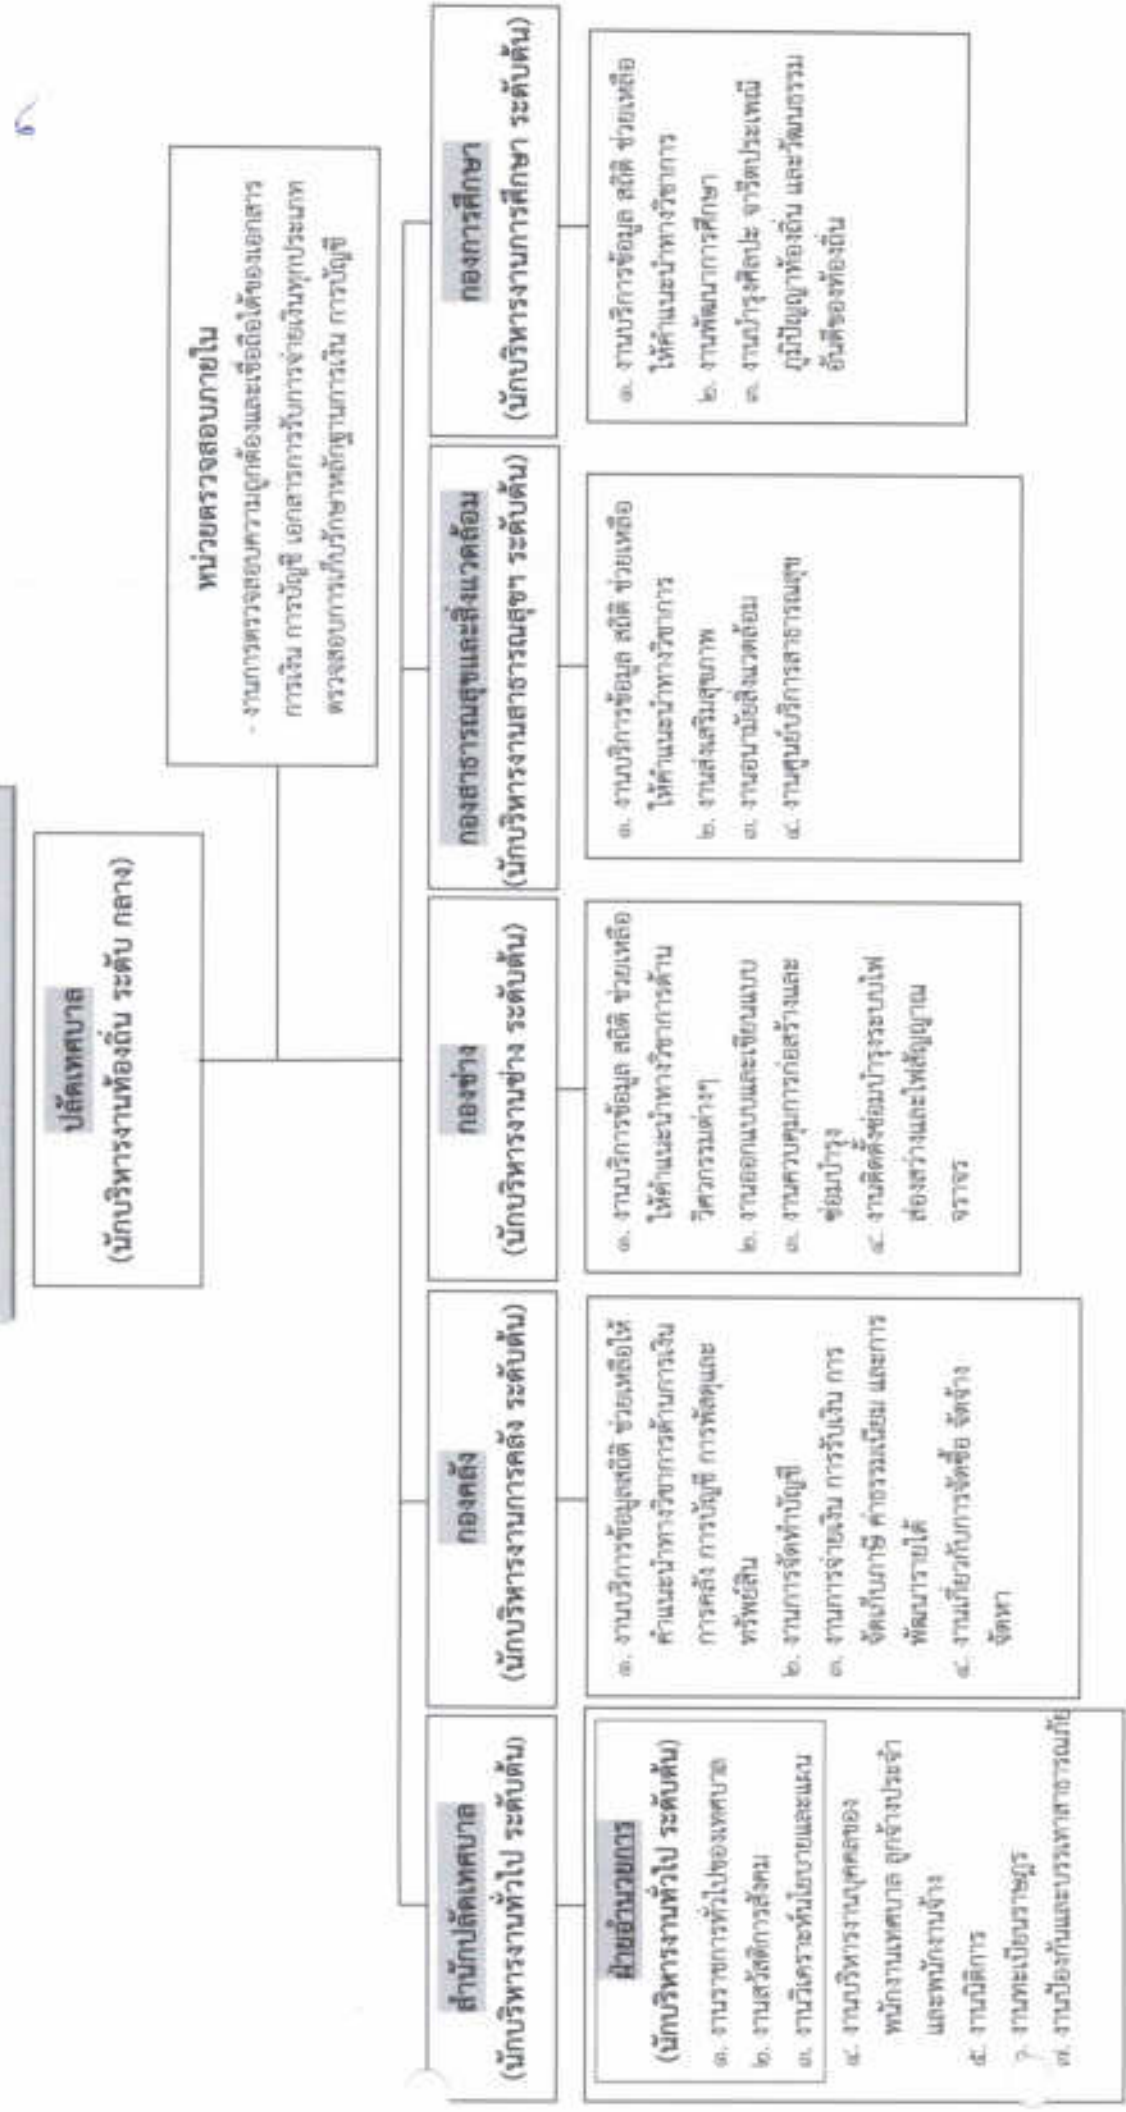 ปลัดเทศบาล
(นักบริหารงานท้องถิ่น ระดับ กลาง)
หน่วยตรวจสอบภายใน
- งานการตรวจสอบความถูกต้องและเชื่อถือได้ของเอกสาร
การเงิน การบัญชี เอกสารการรับการจ่ายเงินทุกประเภท
ตรวจสอบการเก็บรักษาหลักฐานการเงิน การบัญชี
สำนักปลัดเทศบาล
(นักบริหารงานทั่วไป ระดับต้น)
ฝ่ายอำนวยการ
(นักบริหารงานทั่วไป ระดับต้น)
๑. งานราชการทั่วไปของเทศบาล
๒. งานสวัสดิการสังคม
๓. งานวิเคราะห์นโยบายและแผน
๔. งานบริหารงานบุคคลของ
พนักงานเทศบาล ลูกจ้างประจำ
และพนักงานจ้าง
๕. งานนิติการ
งานทะเบียนราษฎร
๗. งานป้องกันและบรรเทาสาธารณภัย
กองคลัง
(นักบริหารงานการคลัง ระดับต้น)
๑. งานบริการข้อมูลสถิติ ช่วยเหลือให้
คำแนะนำทางวิชาการด้านการเงิน
การคลัง การบัญชี การพัสดุและ
ทรัพย์สิน
๒. งานการจัดทำบัญชี
๓. งานการจ่ายเงิน การรับเงิน การ
จัดเก็บภาษี ค่าธรรมเนียม และการ
พัฒนารายได้
๔. งานเกี่ยวกับการจัดซื้อ จัดจ้าง
จัดหา
กองช่าง
(นักบริหารงานช่าง ระดับต้น)
๑. งานบริการข้อมูล สถิติ ช่วยเหลือ
ให้คำแนะนำทางวิชาการด้าน
วิศวกรรมต่างๆ
๒. งานออกแบบและเขียนแบบ
๓. งานควบคุมการก่อสร้างและ
ซ่อมบำรุง
๔. งานติดตั้งซ่อมบำรุงระบบไฟ
ส่องสว่างและไฟสัญญาณ
จราจร
กองสาธารณสุขและสิ่งแวดล้อม
(นักบริหารงานสาธารณสุขฯ ระดับต้น)
๑. งานบริการข้อมูล สถิติ ช่วยเหลือ
ให้คำแนะนำทางวิชาการ
๒. งานส่งเสริมสุขภาพ
๓. งานอนามัยสิ่งแวดล้อม
๔. งานศูนย์บริการสาธารณสุข
กองการศึกษา
(นักบริหารงานการศึกษา ระดับต้น)
๑. งานบริการข้อมูล สถิติ ช่วยเหลือ
ให้คำแนะนำทางวิชาการ
๒. งานพัฒนาการศึกษา
๓. งานบำรุงศิลปะ จารีตประเพณี
ภูมิปัญญาท้องถิ่น และวัฒนธรรม
อันดีของท้องถิ่น